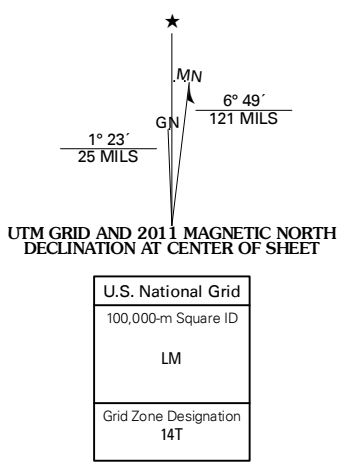 ★
MN
GN
6° 49´
121 MILS
1° 23´
25 MILS
UTM GRID AND 2011 MAGNETIC NORTH
DECLINATION AT CENTER OF SHEET
U.S. National Grid
100,000-m Square ID
LM
Grid Zone Designation
14T